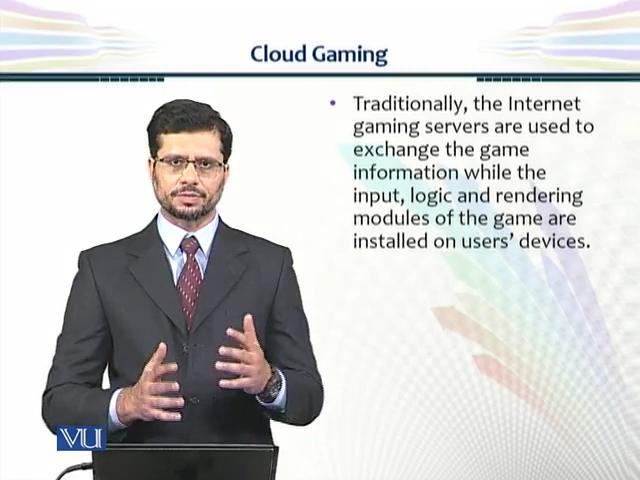 Cloud Gaming
• Traditionally, the Internet
gaming servers are used to
exchange the game
information while the
input, logic and rendering
modules of the game are
installed on users’ devices.
VU